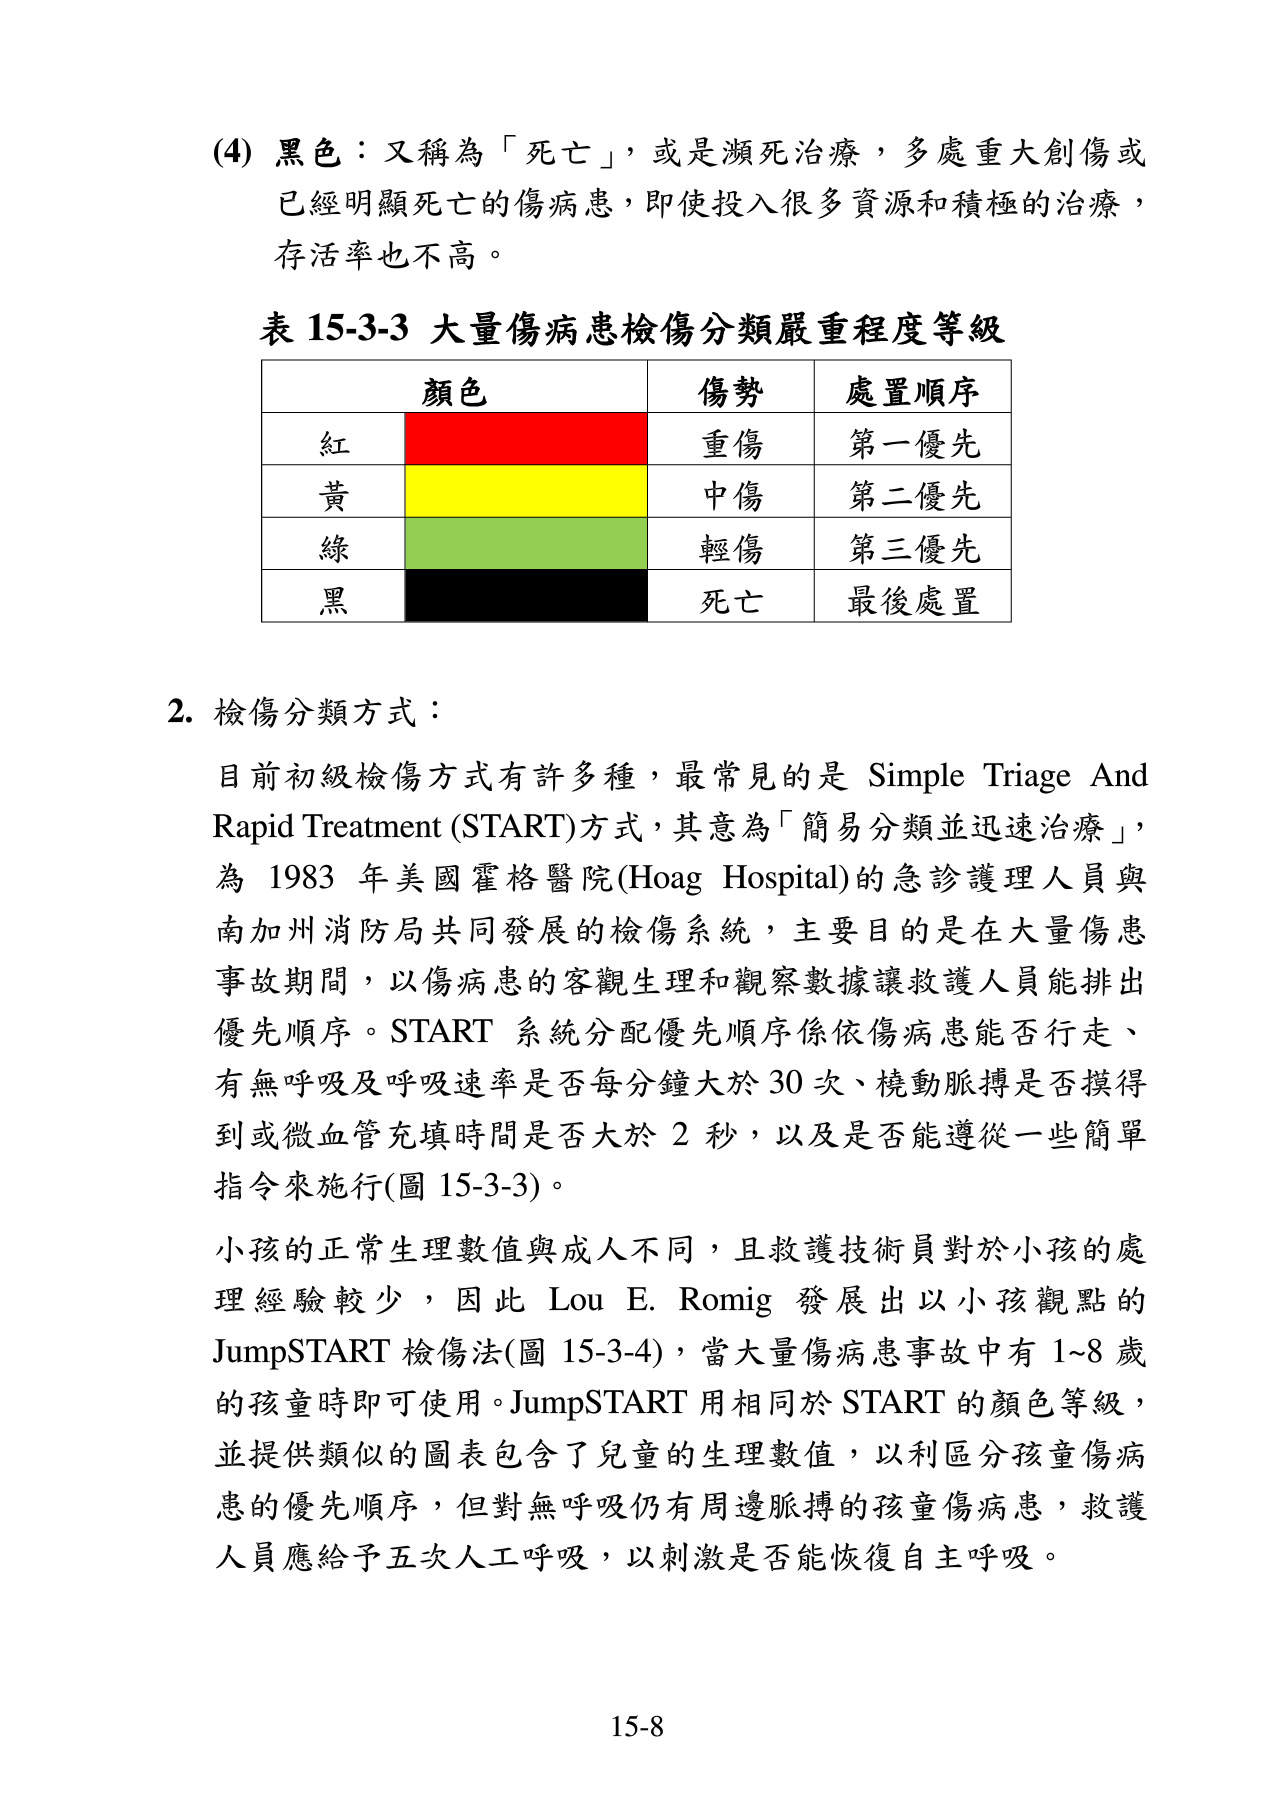 (4) 黑色：又稱為「死亡」，或是瀕死治療，多處重大創傷或
已經明顯死亡的傷病患，即使投入很多資源和積極的治療，
存活率也不高。
表 15-3-3 大量傷病患檢傷分類嚴重程度等級
顏色 傷勢 處置順序
紅 重傷 第一優先
黃 中傷 第二優先
綠 輕傷 第三優先
黑 死亡 最後處置
2. 檢傷分類方式：
目前初級檢傷方式有許多種，最常見的是 Simple Triage And
Rapid Treatment (START)方式，其意為「簡易分類並迅速治療」，
為 1983 年美國霍格醫院(Hoag Hospital)的急診護理人員與
南加州消防局共同發展的檢傷系統，主要目的是在大量傷患
事故期間，以傷病患的客觀生理和觀察數據讓救護人員能排出
優先順序。START 系統分配優先順序係依傷病患能否行走、
有無呼吸及呼吸速率是否每分鐘大於 30 次、橈動脈搏是否摸得
到或微血管充填時間是否大於 2 秒，以及是否能遵從一些簡單
指令來施行(圖 15-3-3)。
小孩的正常生理數值與成人不同，且救護技術員對於小孩的處
理經驗較少，因此 Lou E. Romig 發展出以小孩觀點的
JumpSTART 檢傷法(圖 15-3-4)，當大量傷病患事故中有 1~8 歲
的孩童時即可使用。JumpSTART 用相同於 START 的顏色等級，
並提供類似的圖表包含了兒童的生理數值，以利區分孩童傷病
患的優先順序，但對無呼吸仍有周邊脈搏的孩童傷病患，救護
人員應給予五次人工呼吸，以刺激是否能恢復自主呼吸。
15-8